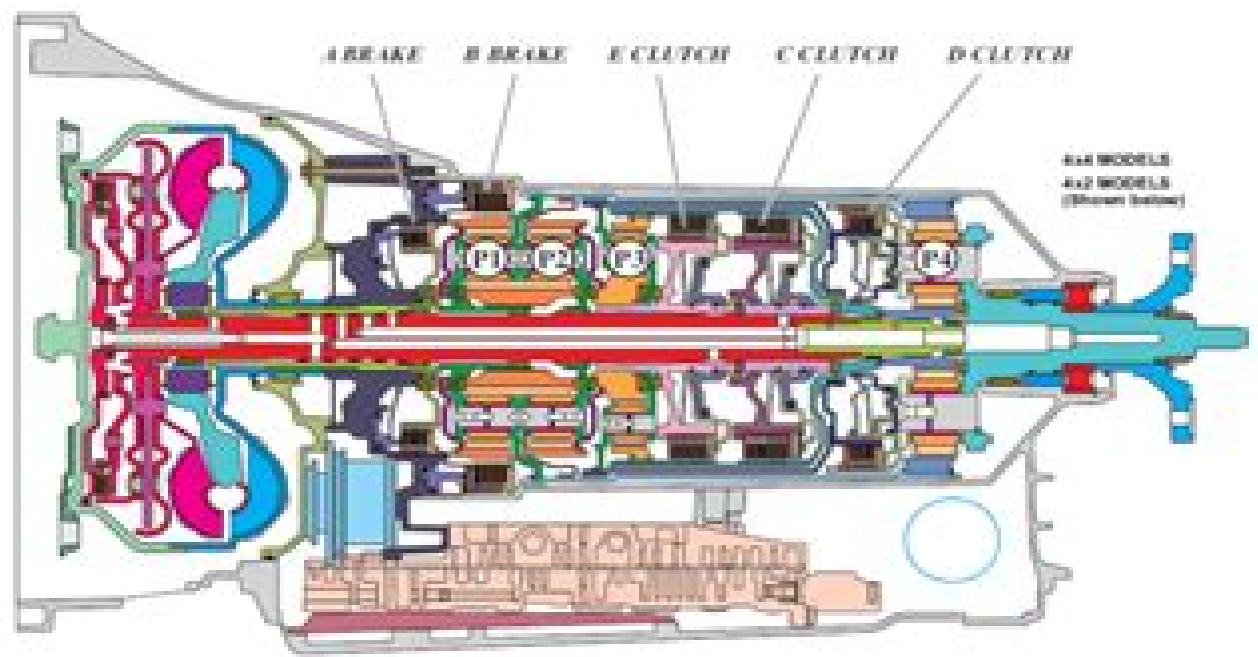 A BRAKE
B BRAKE
E CLUTCH
C CLUTCH
D CLUTCH
4x4 MODELS
4x2 MODELS
(Shown below)
P1
P2
P3
P4